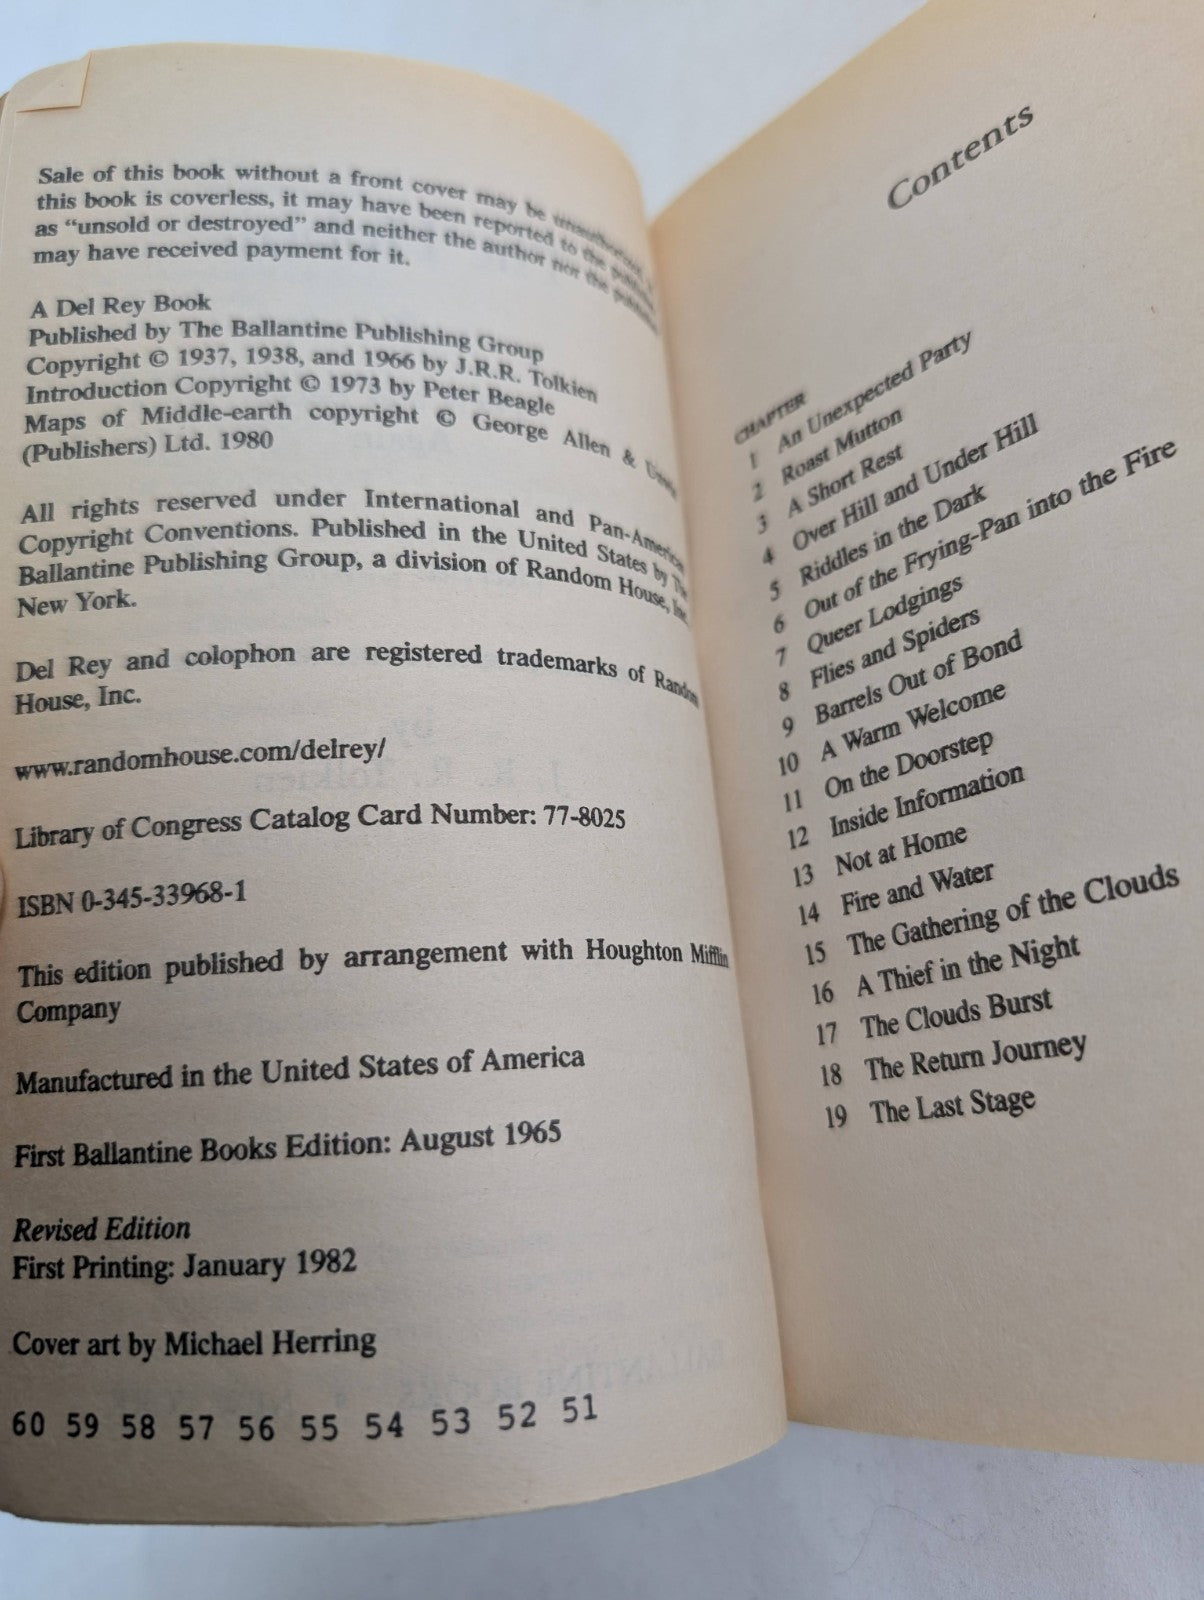 Sale of this book without a front cover may be unauthorized. If
this book is coverless, it may have been reported to the publisher
as "unsold or destroyed" and neither the author nor the publisher
may have received payment for it.
A Del Rey Book
Published by The Ballantine Publishing Group
Copyright © 1937, 1938, and 1966 by J.R.R. Tolkien
Introduction Copyright © 1973 by Peter Beagle
Maps of Middle-earth copyright © George Allen & Unwin
(Publishers) Ltd. 1980
All rights reserved under International and Pan-American
Copyright Conventions. Published in the United States by The
Ballantine Publishing Group, a division of Random House, Inc.
New York.
Del Rey and colophon are registered trademarks of Random
House, Inc.
www.randomhouse.com/delrey/
Library of Congress Catalog Card Number: 77-8025
ISBN 0-345-33968-1
This edition published by arrangement with Houghton Mifflin
Company
Manufactured in the United States of America
First Ballantine Books Edition: August 1965
Revised Edition
First Printing: January 1982
Cover art by Michael Herring
60 59 58 57 56 55 54 53 52 51
Contents
CHAPTER
1 An Unexpected Party
2 Roast Mutton
3 A Short Rest
4 Over Hill and Under Hill
5 Riddles in the Dark
6 Out of the Frying-Pan into the Fire
7 Queer Lodgings
8 Flies and Spiders
9 Barrels Out of Bond
10 A Warm Welcome
11 On the Doorstep
12 Inside Information
13 Not at Home
14 Fire and Water
15 The Gathering of the Clouds
16 A Thief in the Night
17 The Clouds Burst
18 The Return Journey
19 The Last Stage